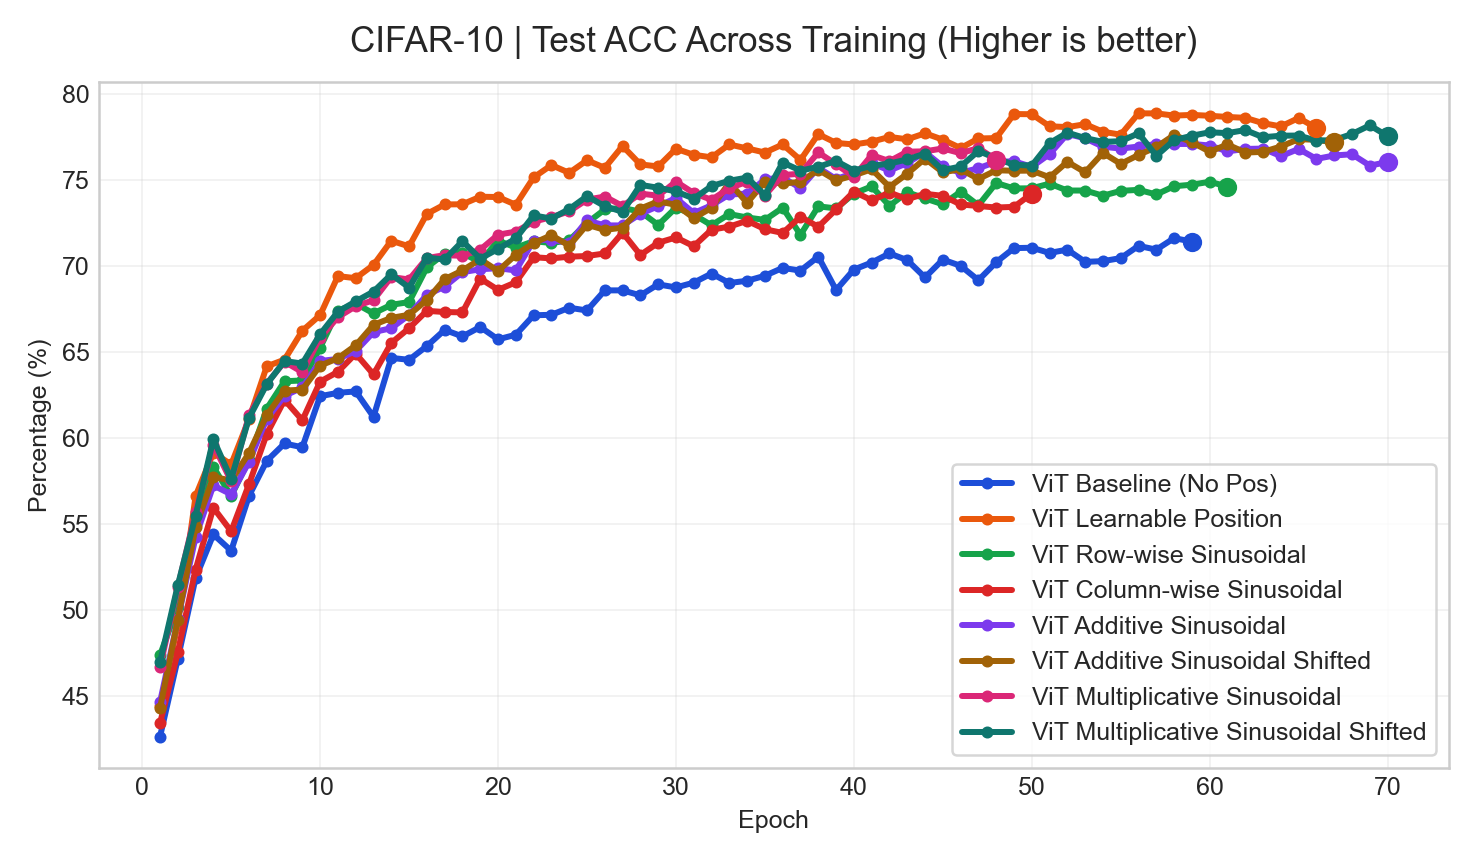 CIFAR-10 | Test ACC Across Training (Higher is better)
80
75
70
65
60
55
50
45
Percentage (%)
ViT Baseline (No Pos)
ViT Learnable Position
ViT Row-wise Sinusoidal
ViT Column-wise Sinusoidal
ViT Additive Sinusoidal
ViT Additive Sinusoidal Shifted
ViT Multiplicative Sinusoidal
ViT Multiplicative Sinusoidal Shifted
0 10 20 30 40 50 60 70
Epoch